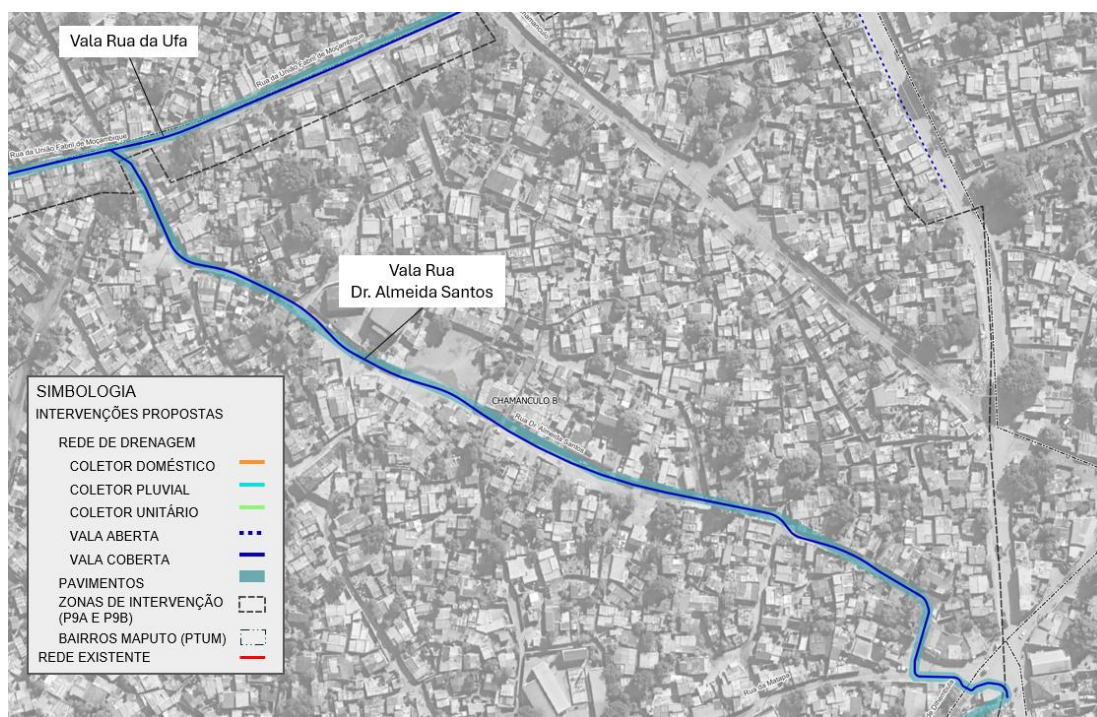 Vala Rua da Ufa
Rua da União Fabril de Moçambique
Rua da União Fabril de Moçambique
Chamanculo
Vala Rua
Dr. Almeida Santos
CHAMANCULO B
Rua Dr. Almeida Santos
SIMBOLOGIA
INTERVENÇÕES PROPOSTAS
REDE DE DRENAGEM
COLETOR DOMÉSTICO
COLETOR PLUVIAL
COLETOR UNITÁRIO
VALA ABERTA
VALA COBERTA
PAVIMENTOS
ZONAS DE INTERVENÇÃO
(P9A E P9B)
BAIRROS MAPUTO (PTUM)
REDE EXISTENTE
Rua da Matapa